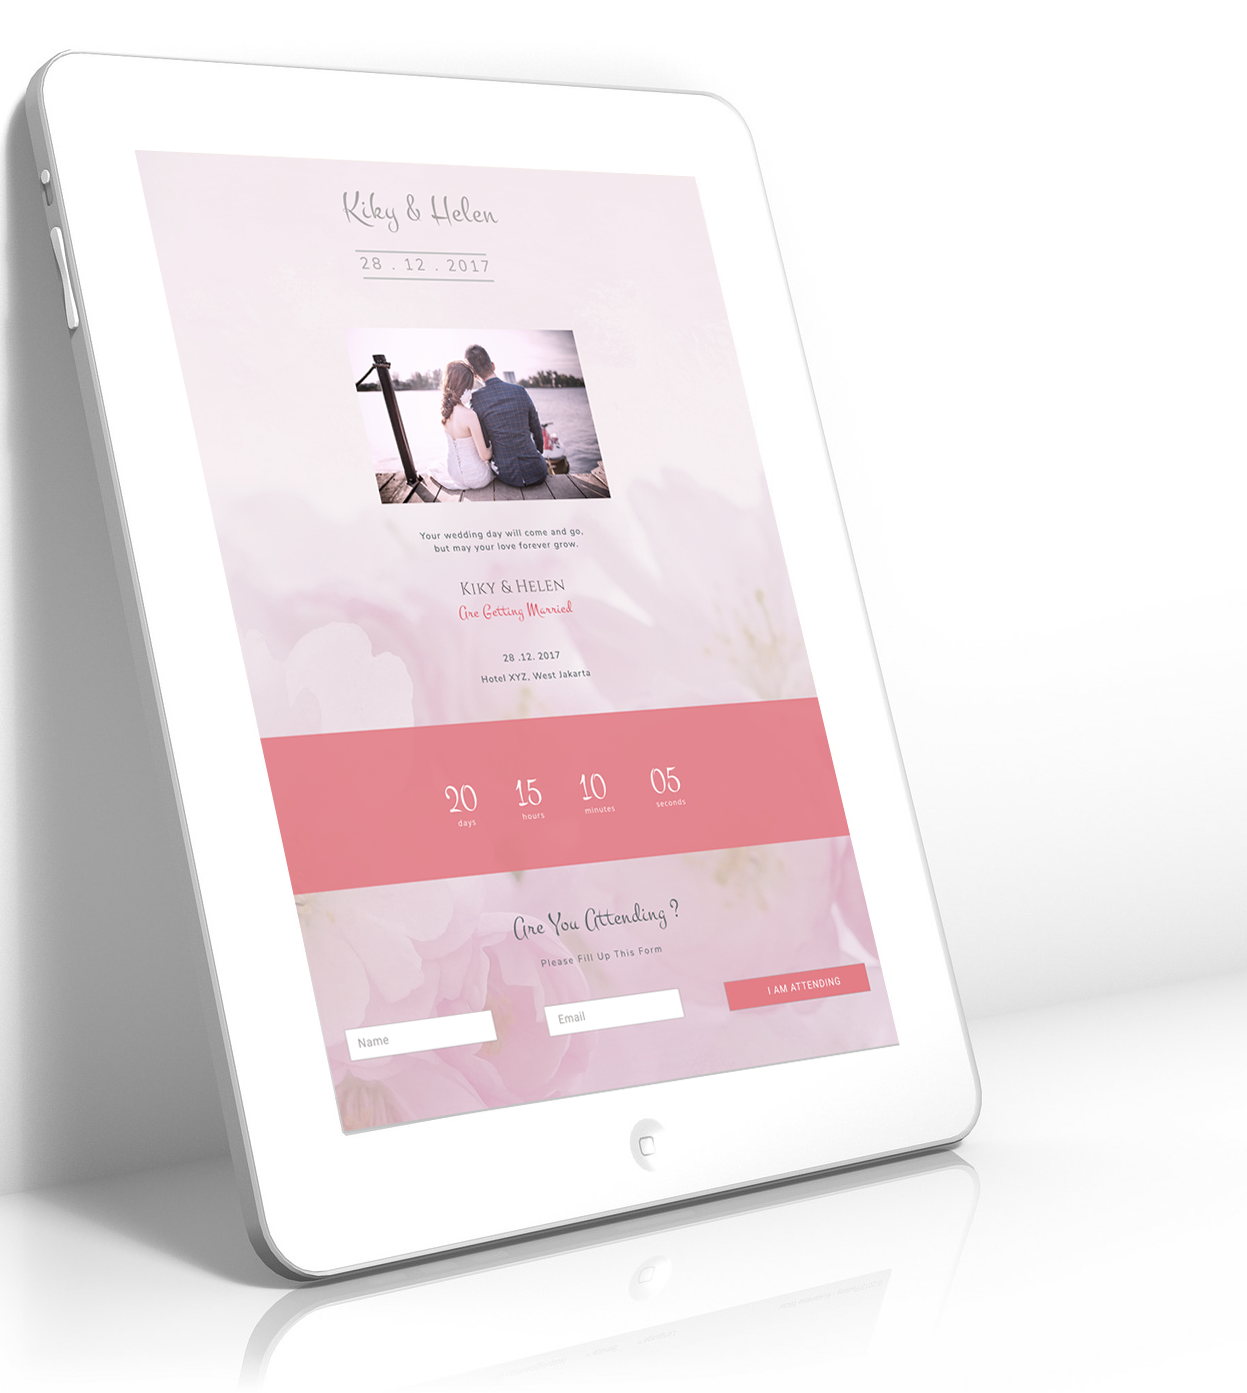 Kiky & Helen
28 . 12 . 2017
Your wedding day will come and go,
but may your love forever grow.
KIKY & HELEN
Are Getting Married
28 .12. 2017
Hotel XYZ, West Jakarta
20 15 10 05
days hours minutes seconds
Are You Attending ?
Please Fill Up This Form
Name Email I AM ATTENDING